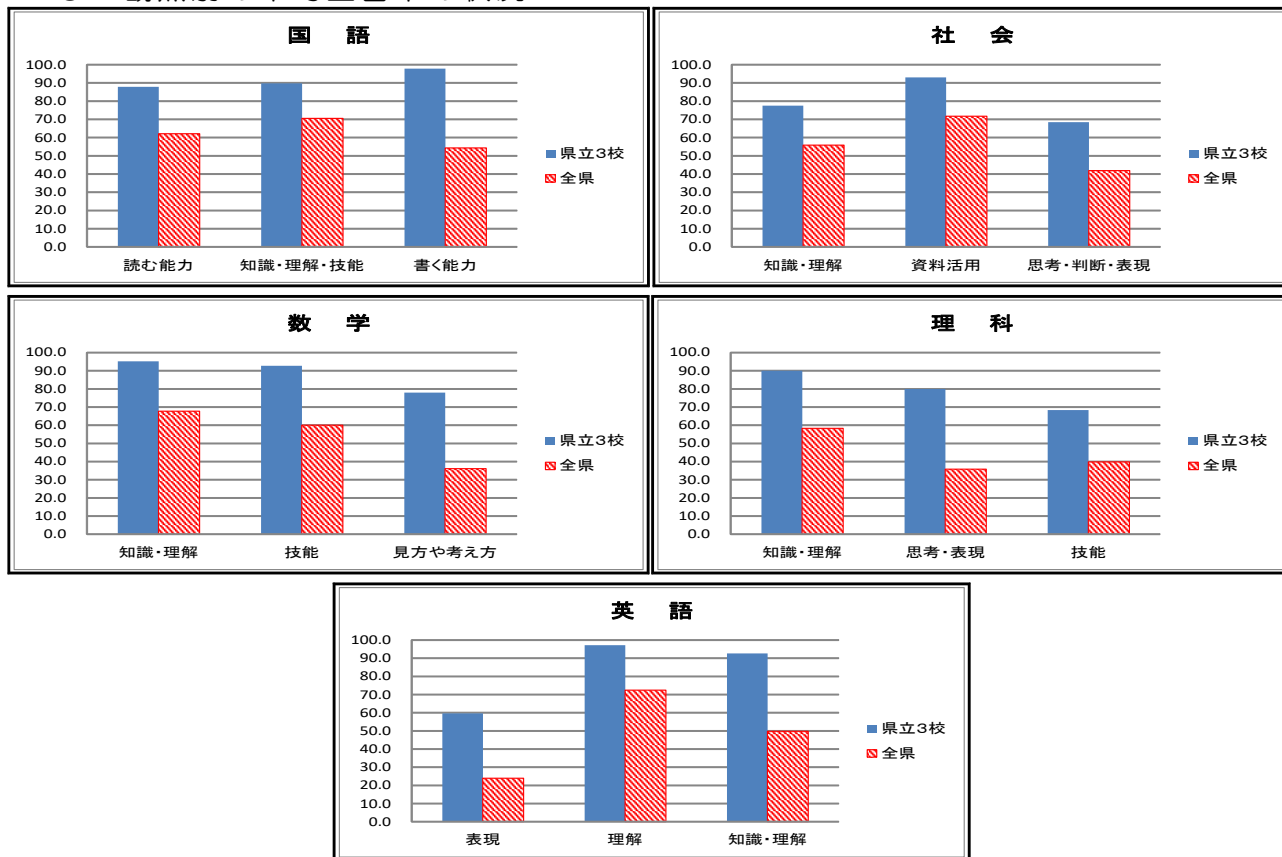 国　語
100.0
90.0
80.0
70.0
60.0
50.0
40.0
30.0
20.0
10.0
0.0
県立3校
全県
読む能力　知識・理解・技能　書く能力
社　会
100.0
90.0
80.0
70.0
60.0
50.0
40.0
30.0
20.0
10.0
0.0
県立3校
全県
知識・理解　資料活用　思考・判断・表現
数　学
100.0
90.0
80.0
70.0
60.0
50.0
40.0
30.0
20.0
10.0
0.0
県立3校
全県
知識・理解　技能　見方や考え方
理　科
100.0
90.0
80.0
70.0
60.0
50.0
40.0
30.0
20.0
10.0
0.0
県立3校
全県
知識・理解　思考・表現　技能
英　語
100.0
90.0
80.0
70.0
60.0
50.0
40.0
30.0
20.0
10.0
0.0
県立3校
全県
表現　理解　知識・理解